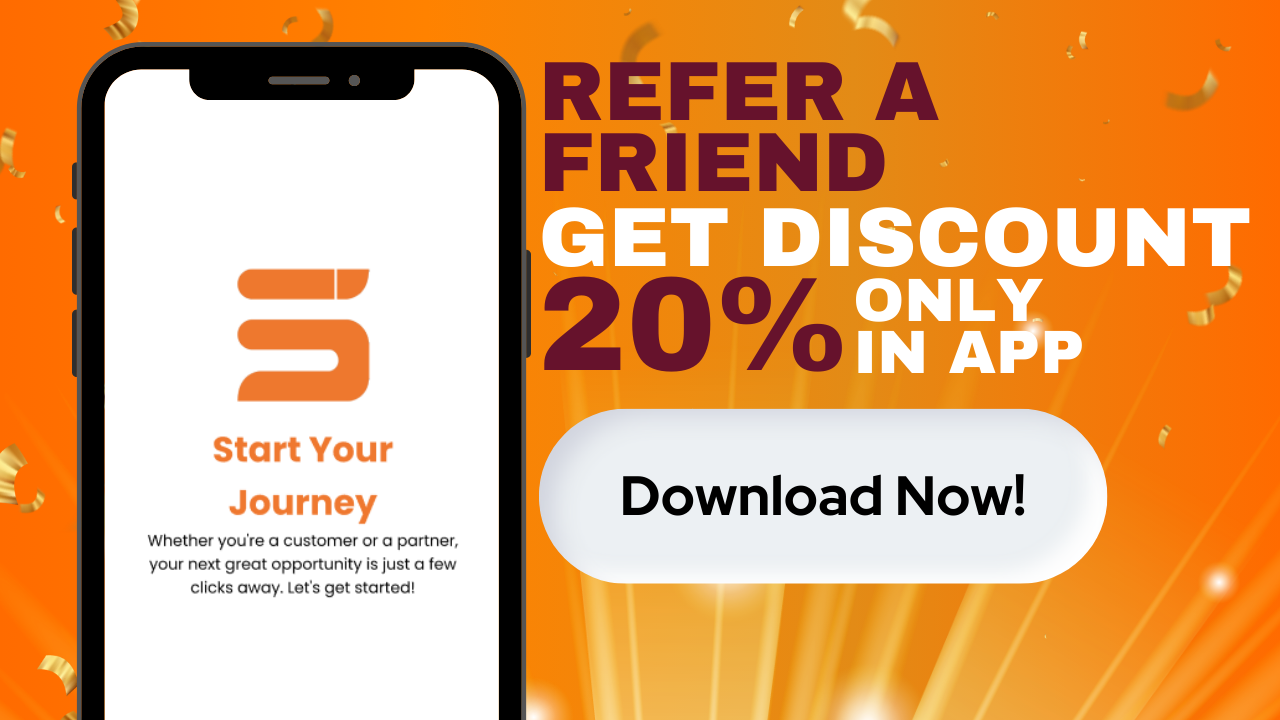 Start Your
Journey
Whether you're a customer or a partner,
your next great opportunity is just a few
clicks away. Let's get started!
REFER A
FRIEND
GET DISCOUNT
20% ONLY
IN APP
Download Now!